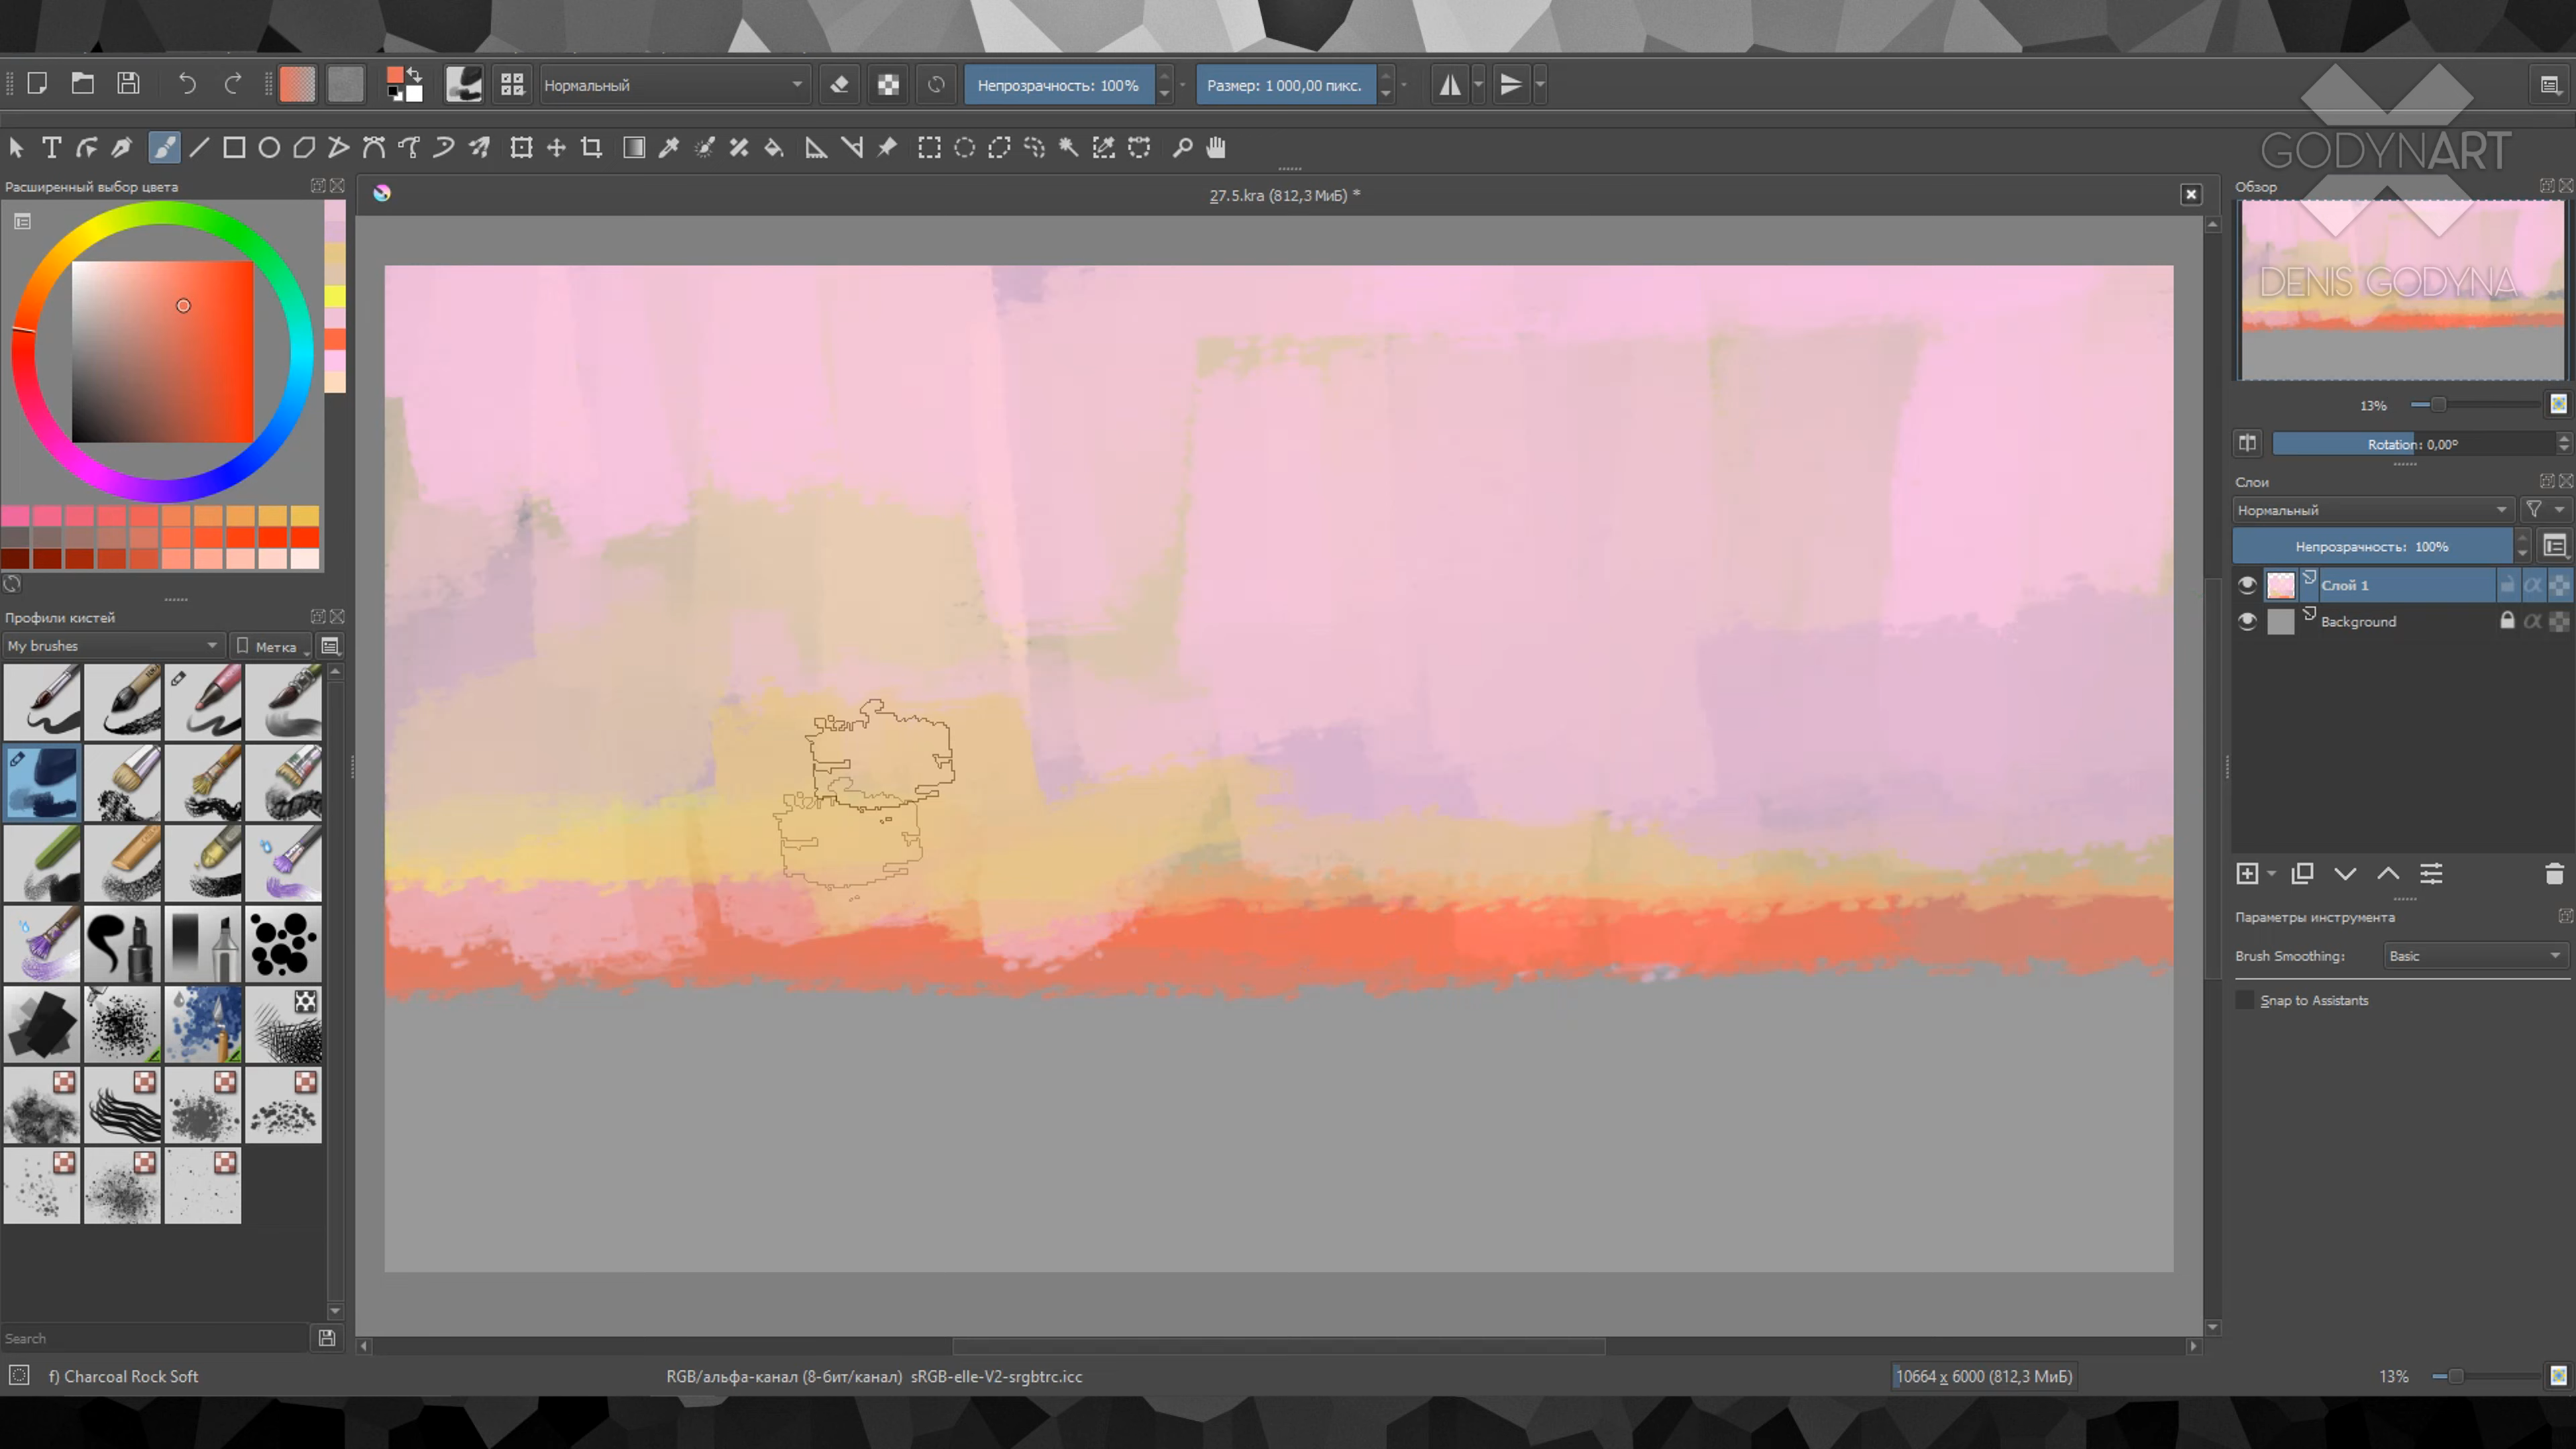 Нормальный
Непрозрачность: 100%
Размер: 1 000,00 пикс.
GODYNART
DENIS GODYNA
Расширенный выбор цвета
27.5.kra (812,3 МиБ) *
Обзор
13%
Rotation: 0,00°
Слои
Нормальный
Непрозрачность: 100%
Слой 1
Background
Профили кистей
My brushes
Метка
Параметры инструмента
Brush Smoothing:
Basic
Snap to Assistants
Search
f) Charcoal Rock Soft
RGB/альфа-канал (8-бит/канал) sRGB-elle-V2-srgbtrc.icc
10664 x 6000 (812,3 МиБ)
13%